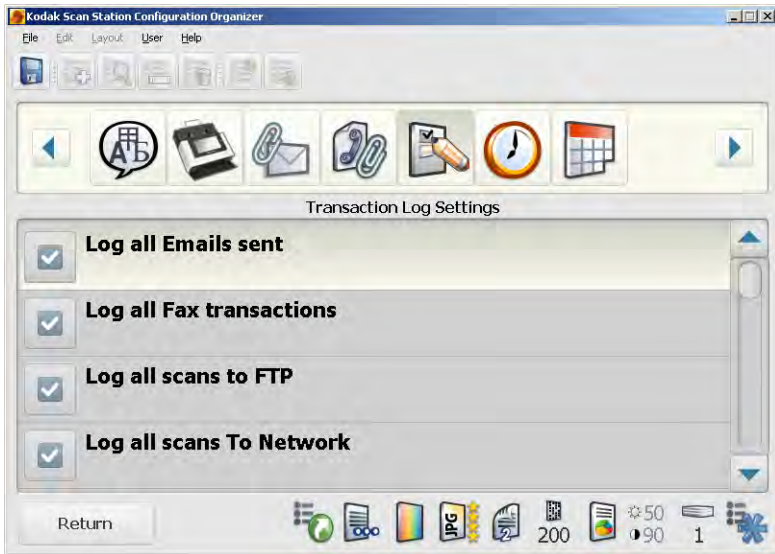 Kodak Scan Station Configuration Organizer
File Edit Layout User Help
Transaction Log Settings
Log all Emails sent
Log all Fax transactions
Log all scans to FTP
Log all scans To Network
Return
JPG
2
200
50
90
1